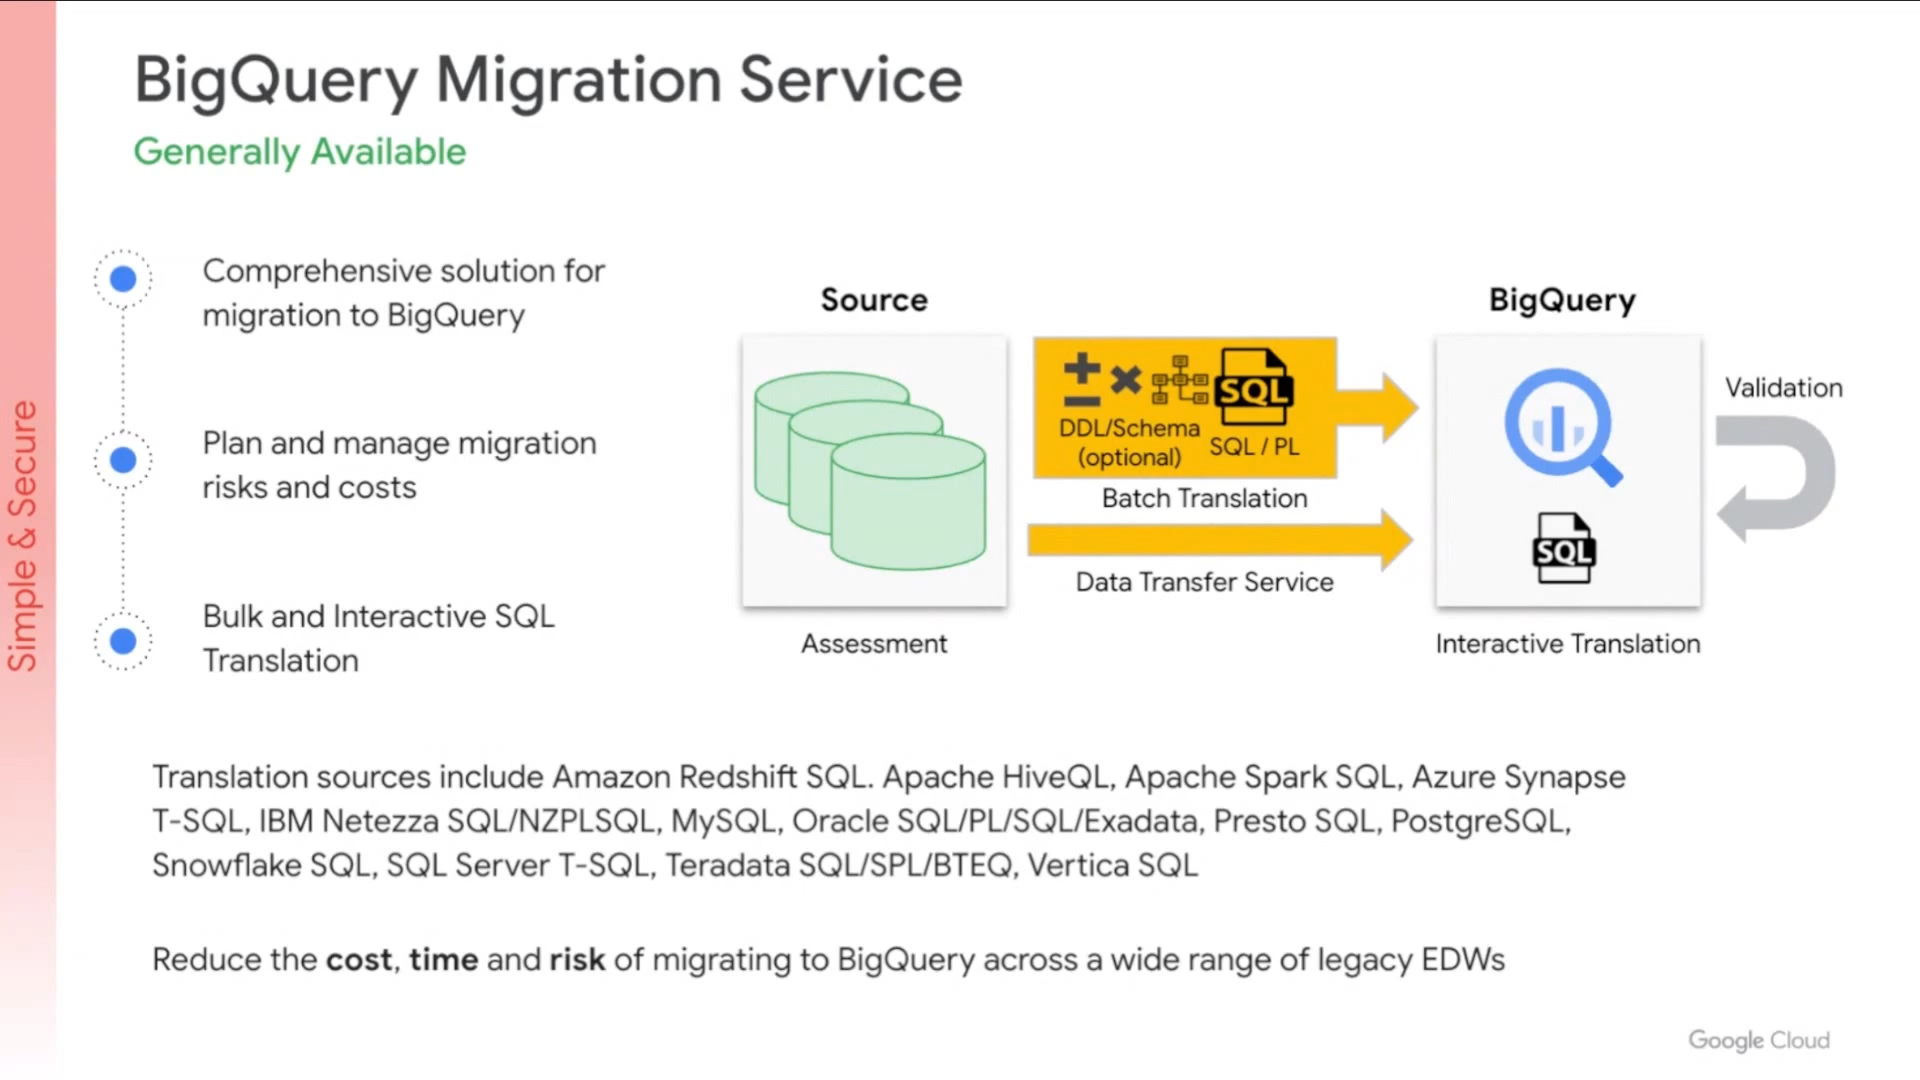 BigQuery Migration Service
Generally Available
Simple & Secure
Comprehensive solution for
migration to BigQuery
Plan and manage migration
risks and costs
Bulk and Interactive SQL
Translation
Source
Assessment
SQL
DDL/Schema
(optional)
SQL / PL
Batch Translation
Data Transfer Service
BigQuery
SQL
Interactive Translation
Validation
Translation sources include Amazon Redshift SQL. Apache HiveQL, Apache Spark SQL, Azure Synapse
T-SQL, IBM Netezza SQL/NZPLSQL, MySQL, Oracle SQL/PL/SQL/Exadata, Presto SQL, PostgreSQL,
Snowflake SQL, SQL Server T-SQL, Teradata SQL/SPL/BTEQ, Vertica SQL
Reduce the cost, time and risk of migrating to BigQuery across a wide range of legacy EDWs
Google Cloud